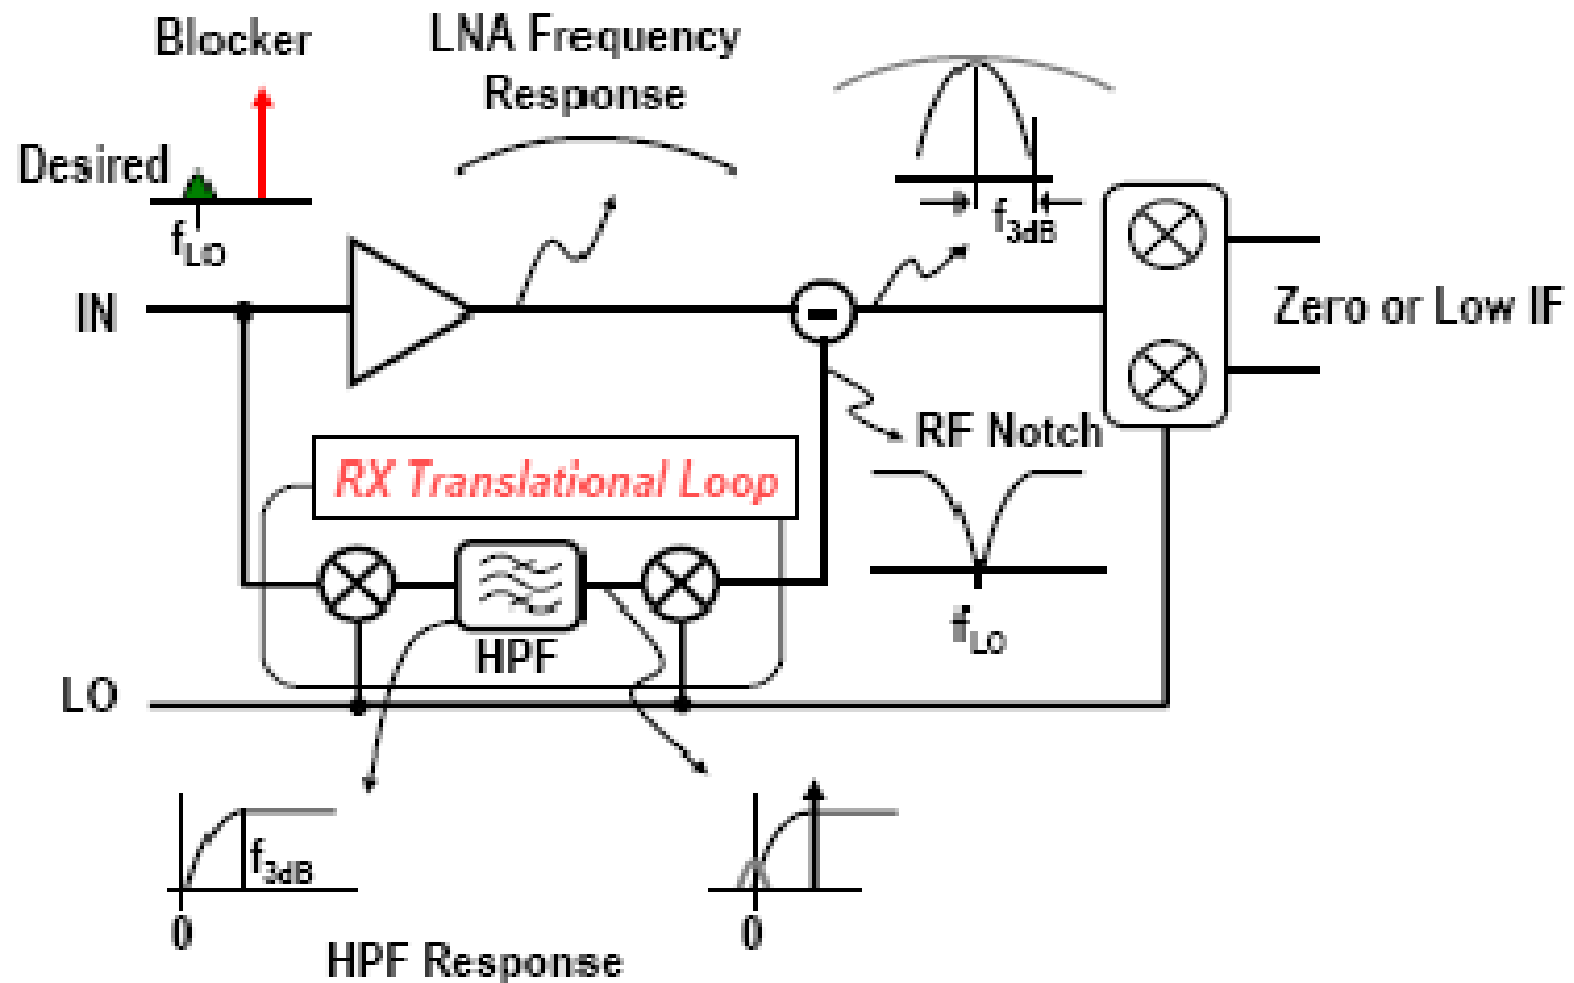 Blocker
LNA Frequency
Response
Desired
fLO
f3dB
IN
-
Zero or Low IF
RF Notch
RX Translational Loop
HPF
fLO
LO
f3dB
0
0
HPF Response